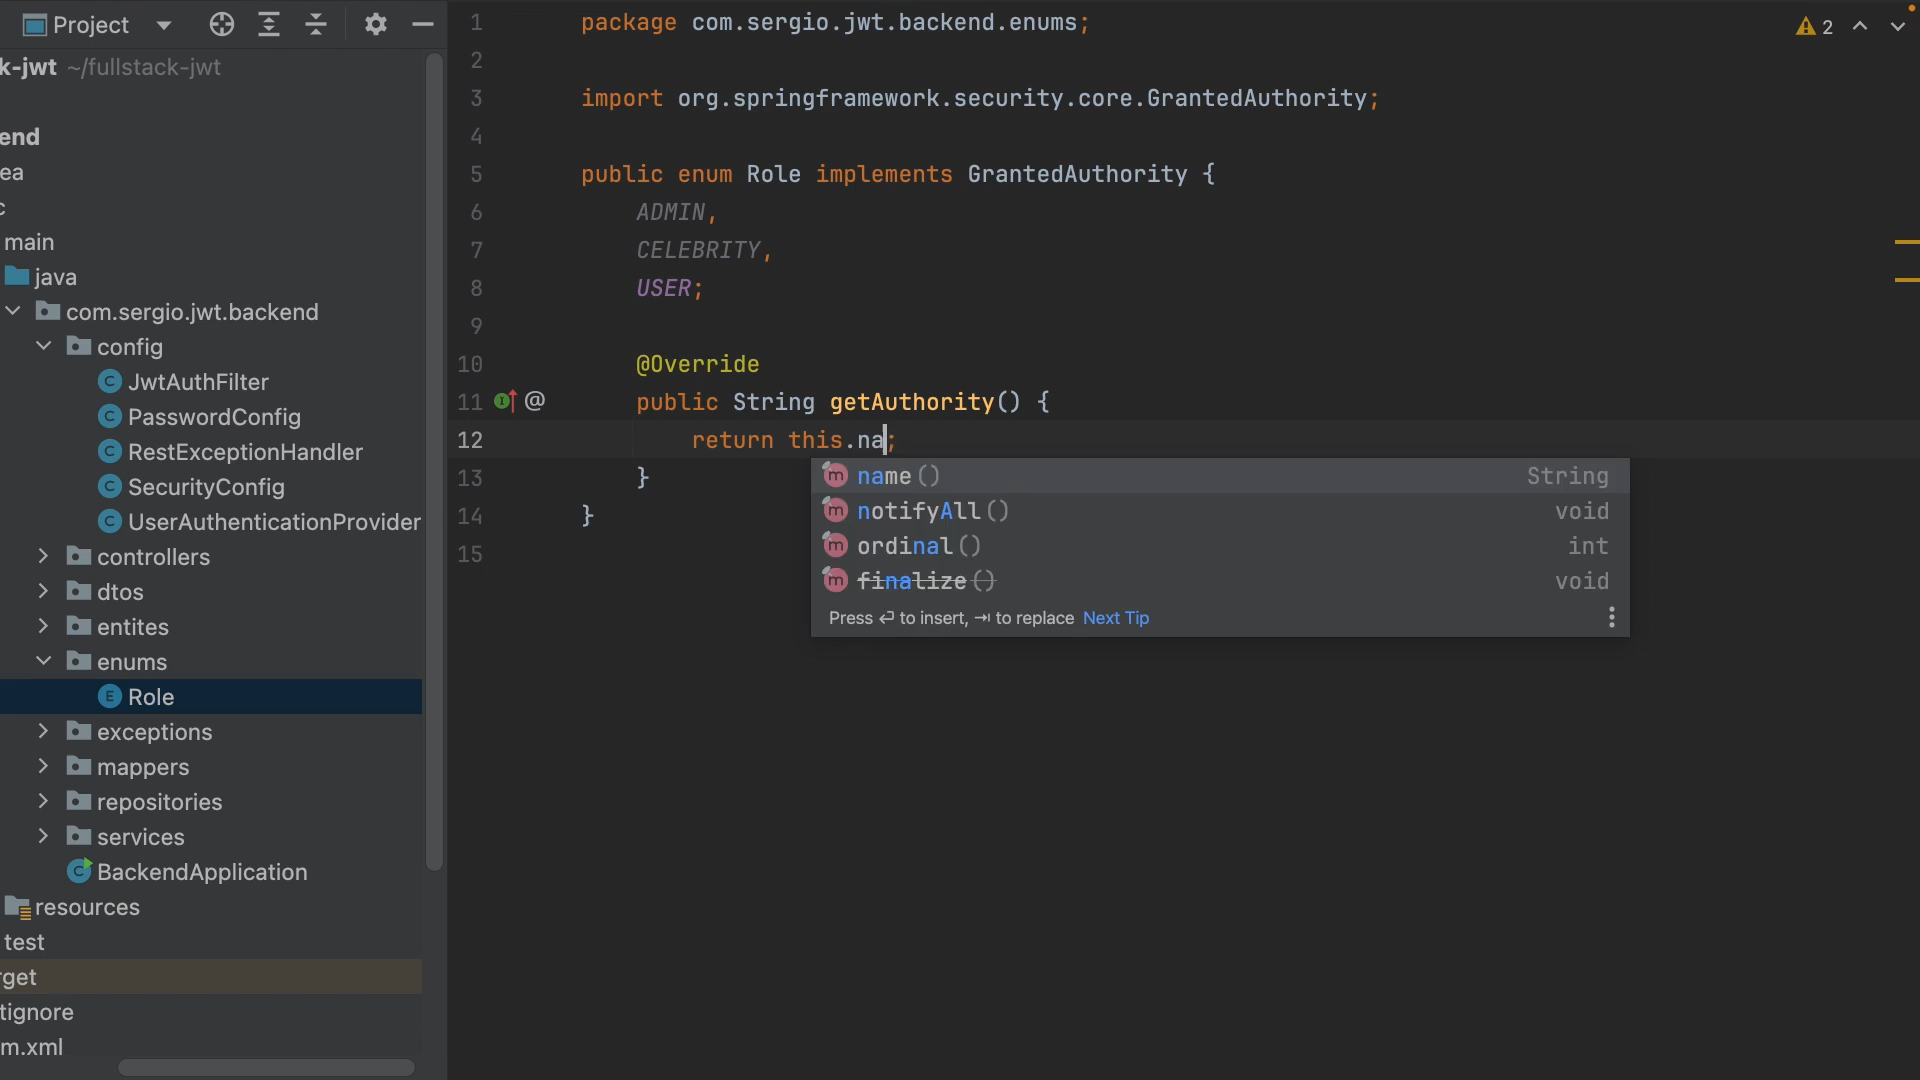 Project
k-jwt ~/fullstack-jwt
end
ea
c
main
java
com.sergio.jwt.backend
config
JwtAuthFilter
PasswordConfig
RestExceptionHandler
SecurityConfig
UserAuthenticationProvider
controllers
dtos
entites
enums
Role
exceptions
mappers
repositories
services
BackendApplication
resources
test
rget
tignore
m.xml
1 package com.sergio.jwt.backend.enums;
2
3 import org.springframework.security.core.GrantedAuthority;
4
5 public enum Role implements GrantedAuthority {
6 ADMIN,
7 CELEBRITY,
8 USER;
9
10 @Override
11 @ public String getAuthority() {
12 return this.na;
13 }
14 }
15
name() String
notifyAll() void
ordinal() int
finalize() void
Press ⏎ to insert, ⇥ to replace Next Tip
2